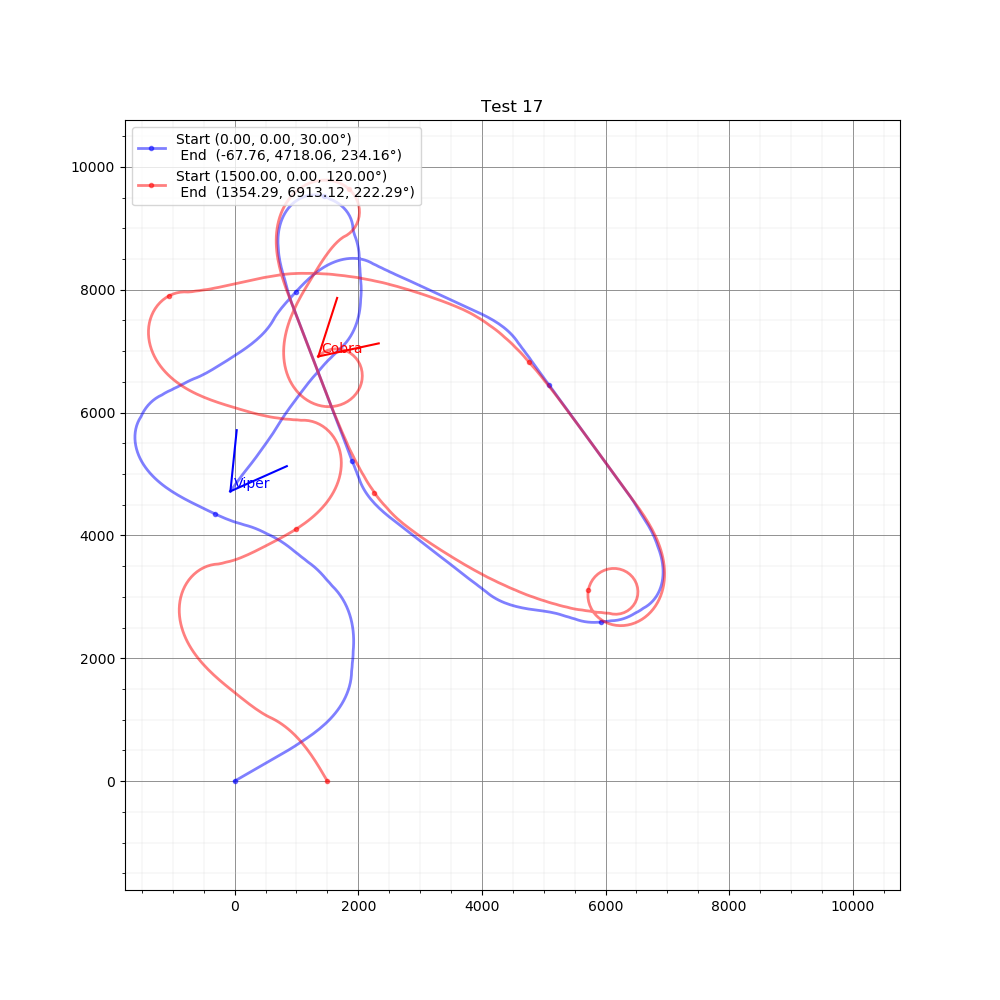 Test 17
Start (0.00, 0.00, 30.00°)
End (-67.76, 4718.06, 234.16°)
Start (1500.00, 0.00, 120.00°)
End (1354.29, 6913.12, 222.29°)
10000
8000
Cobra
6000
Viper
4000
2000
0
0 2000 4000 6000 8000 10000